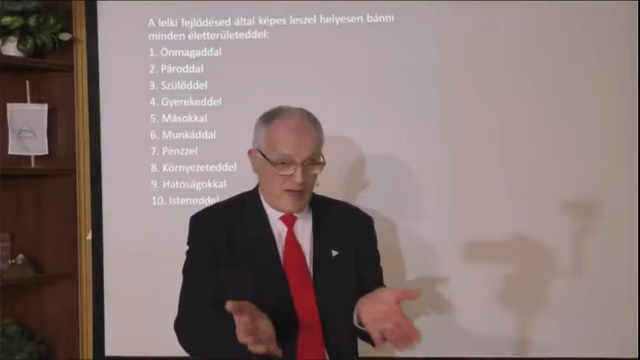 A lelki fejlődésed által képes leszel helyesen bánni
minden életterületeddel:
1. Önmagaddal
2. Pároddal
3. Szülőddel
4. Gyerekeddel
5. Másokkal
6. Munkáddal
7. Pénzzel
8. Környezeteddel
9. Hatóságokkal
10. Isteneddel